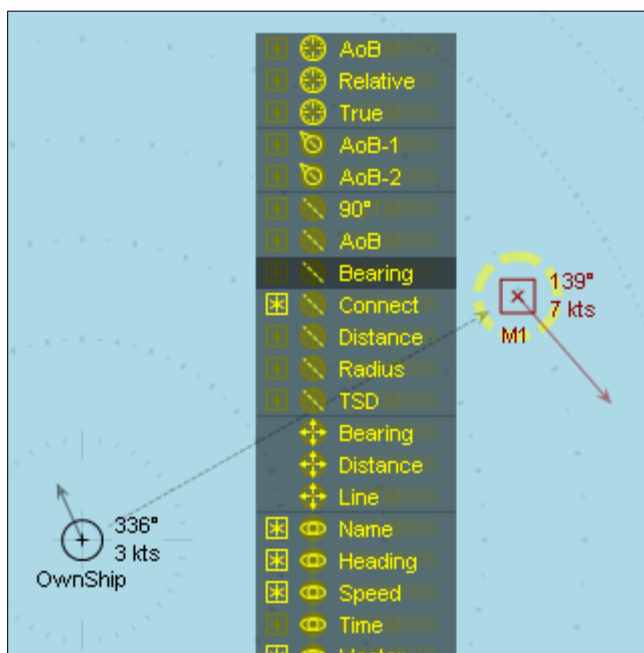 AoB
Relative
True
AoB-1
AoB-2
90°
AoB
Bearing
Connect
Distance
Radius
TSD
Bearing
Distance
Line
Name
Heading
Speed
Time
139°
7 kts
M1
336°
3 kts
OwnShip